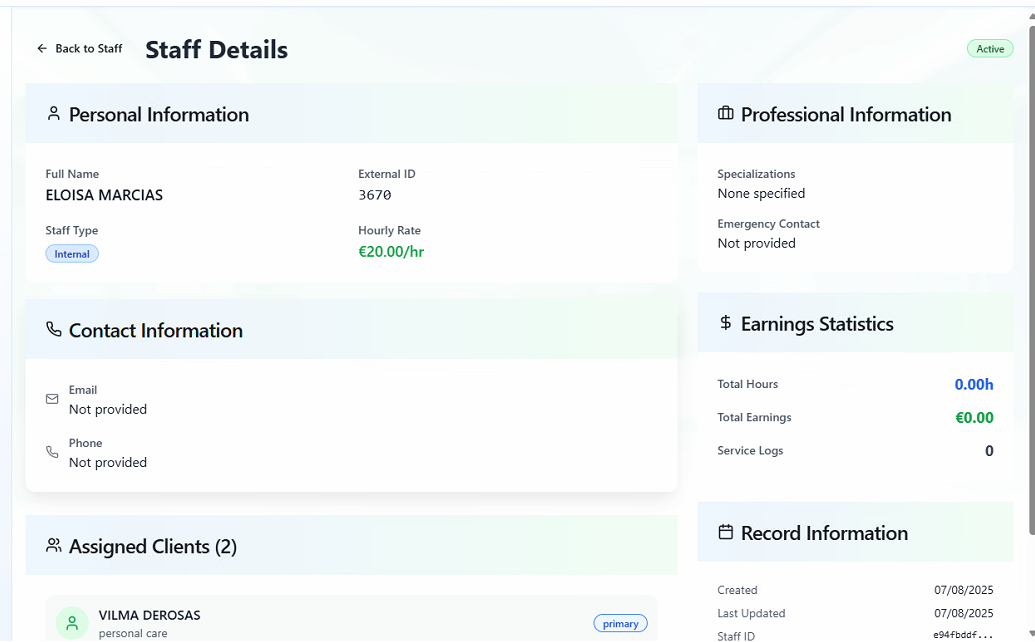 Back to Staff
Staff Details
Active
Personal Information
Full Name
ELOISA MARCIAS
External ID
3670
Staff Type
Internal
Hourly Rate
€20.00/hr
Contact Information
Email
Not provided
Phone
Not provided
Assigned Clients (2)
VILMA DEROSAS
personal care
primary
Professional Information
Specializations
None specified
Emergency Contact
Not provided
Earnings Statistics
Total Hours 0.00h
Total Earnings €0.00
Service Logs 0
Record Information
Created 07/08/2025
Last Updated 07/08/2025
Staff ID e94fbddf...